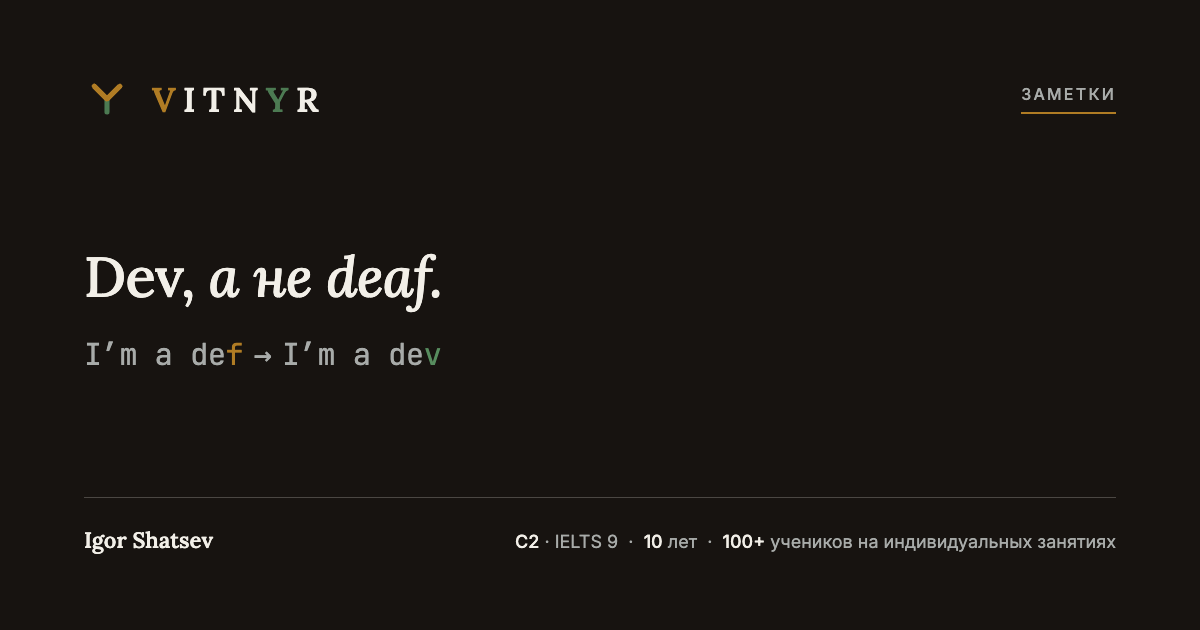 VITNYR
ЗАМЕТКИ
Dev, а не deaf.
I’m a def → I’m a dev
Igor Shatsev
C2 · IELTS 9 · 10 лет · 100+ учеников на индивидуальных занятиях